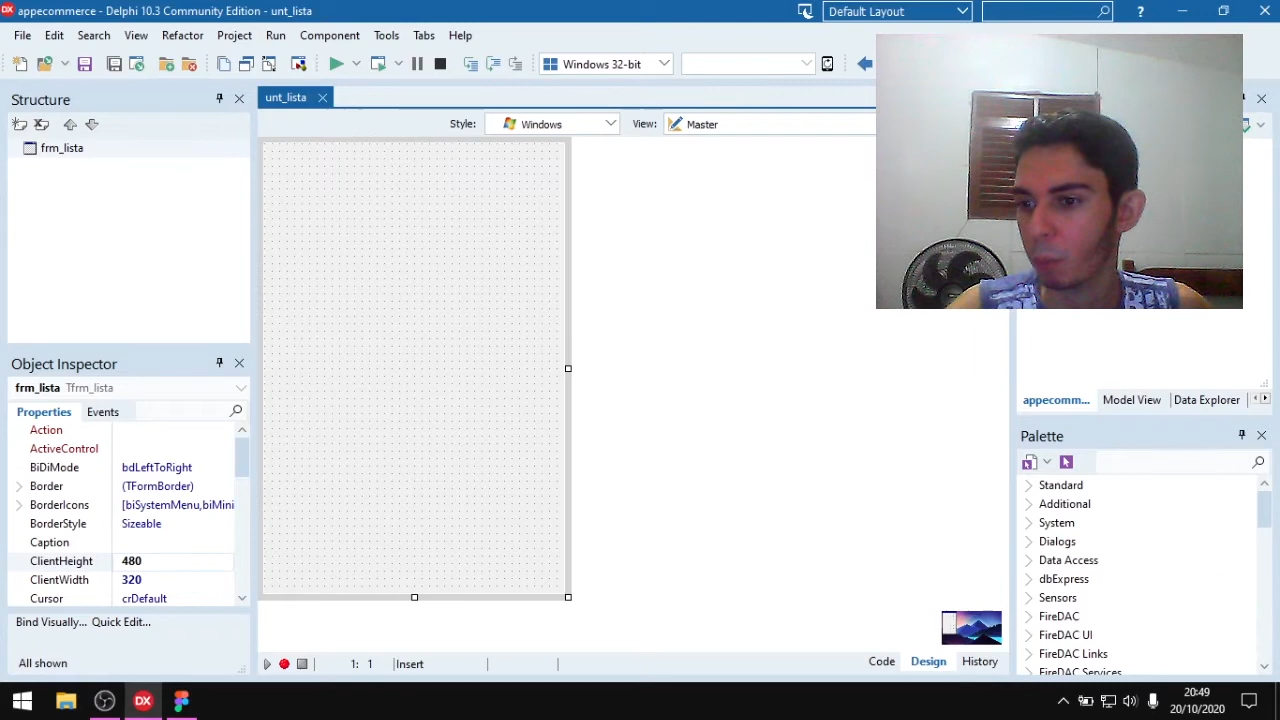 DX appecommerce - Delphi 10.3 Community Edition - unt_lista
Default Layout
?
File Edit Search View Refactor Project Run Component Tools Tabs Help
Windows 32-bit
Structure
frm_lista
unt_lista
Style: Windows View: Master
Object Inspector
frm_lista Tfrm_lista
Properties Events
Action
ActiveControl
BiDiMode bdLeftToRight
Border (TFormBorder)
BorderIcons [biSystemMenu,biMini
BorderStyle Sizeable
Caption
ClientHeight 480
ClientWidth 320
Cursor crDefault
Bind Visually... Quick Edit...
All shown
1: 1 Insert
Code Design History
appecomm... Model View Data Explorer
Palette
Standard
Additional
System
Dialogs
Data Access
dbExpress
Sensors
FireDAC
FireDAC UI
FireDAC Links
FireDAC Services
DX
20:49
20/10/2020